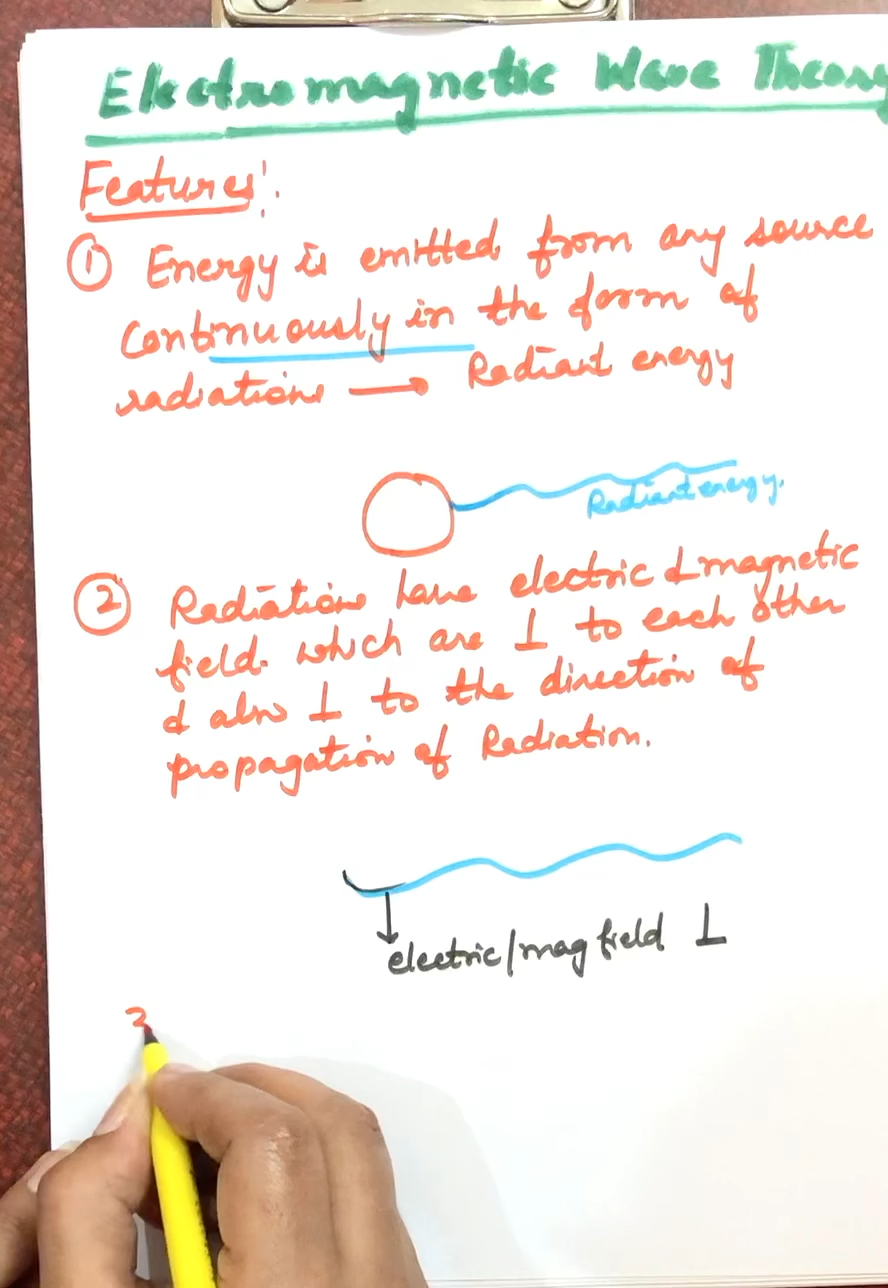 Electromagnetic Wave Theory
Features:
① Energy is emitted from any source
continuously in the form of
radiations → Radiant energy
Radiant energy.
② Radiations have electric & magnetic
field. which are ⊥ to each other
& also ⊥ to the direction of
propagation of Radiation.
electric/mag field ⊥
3